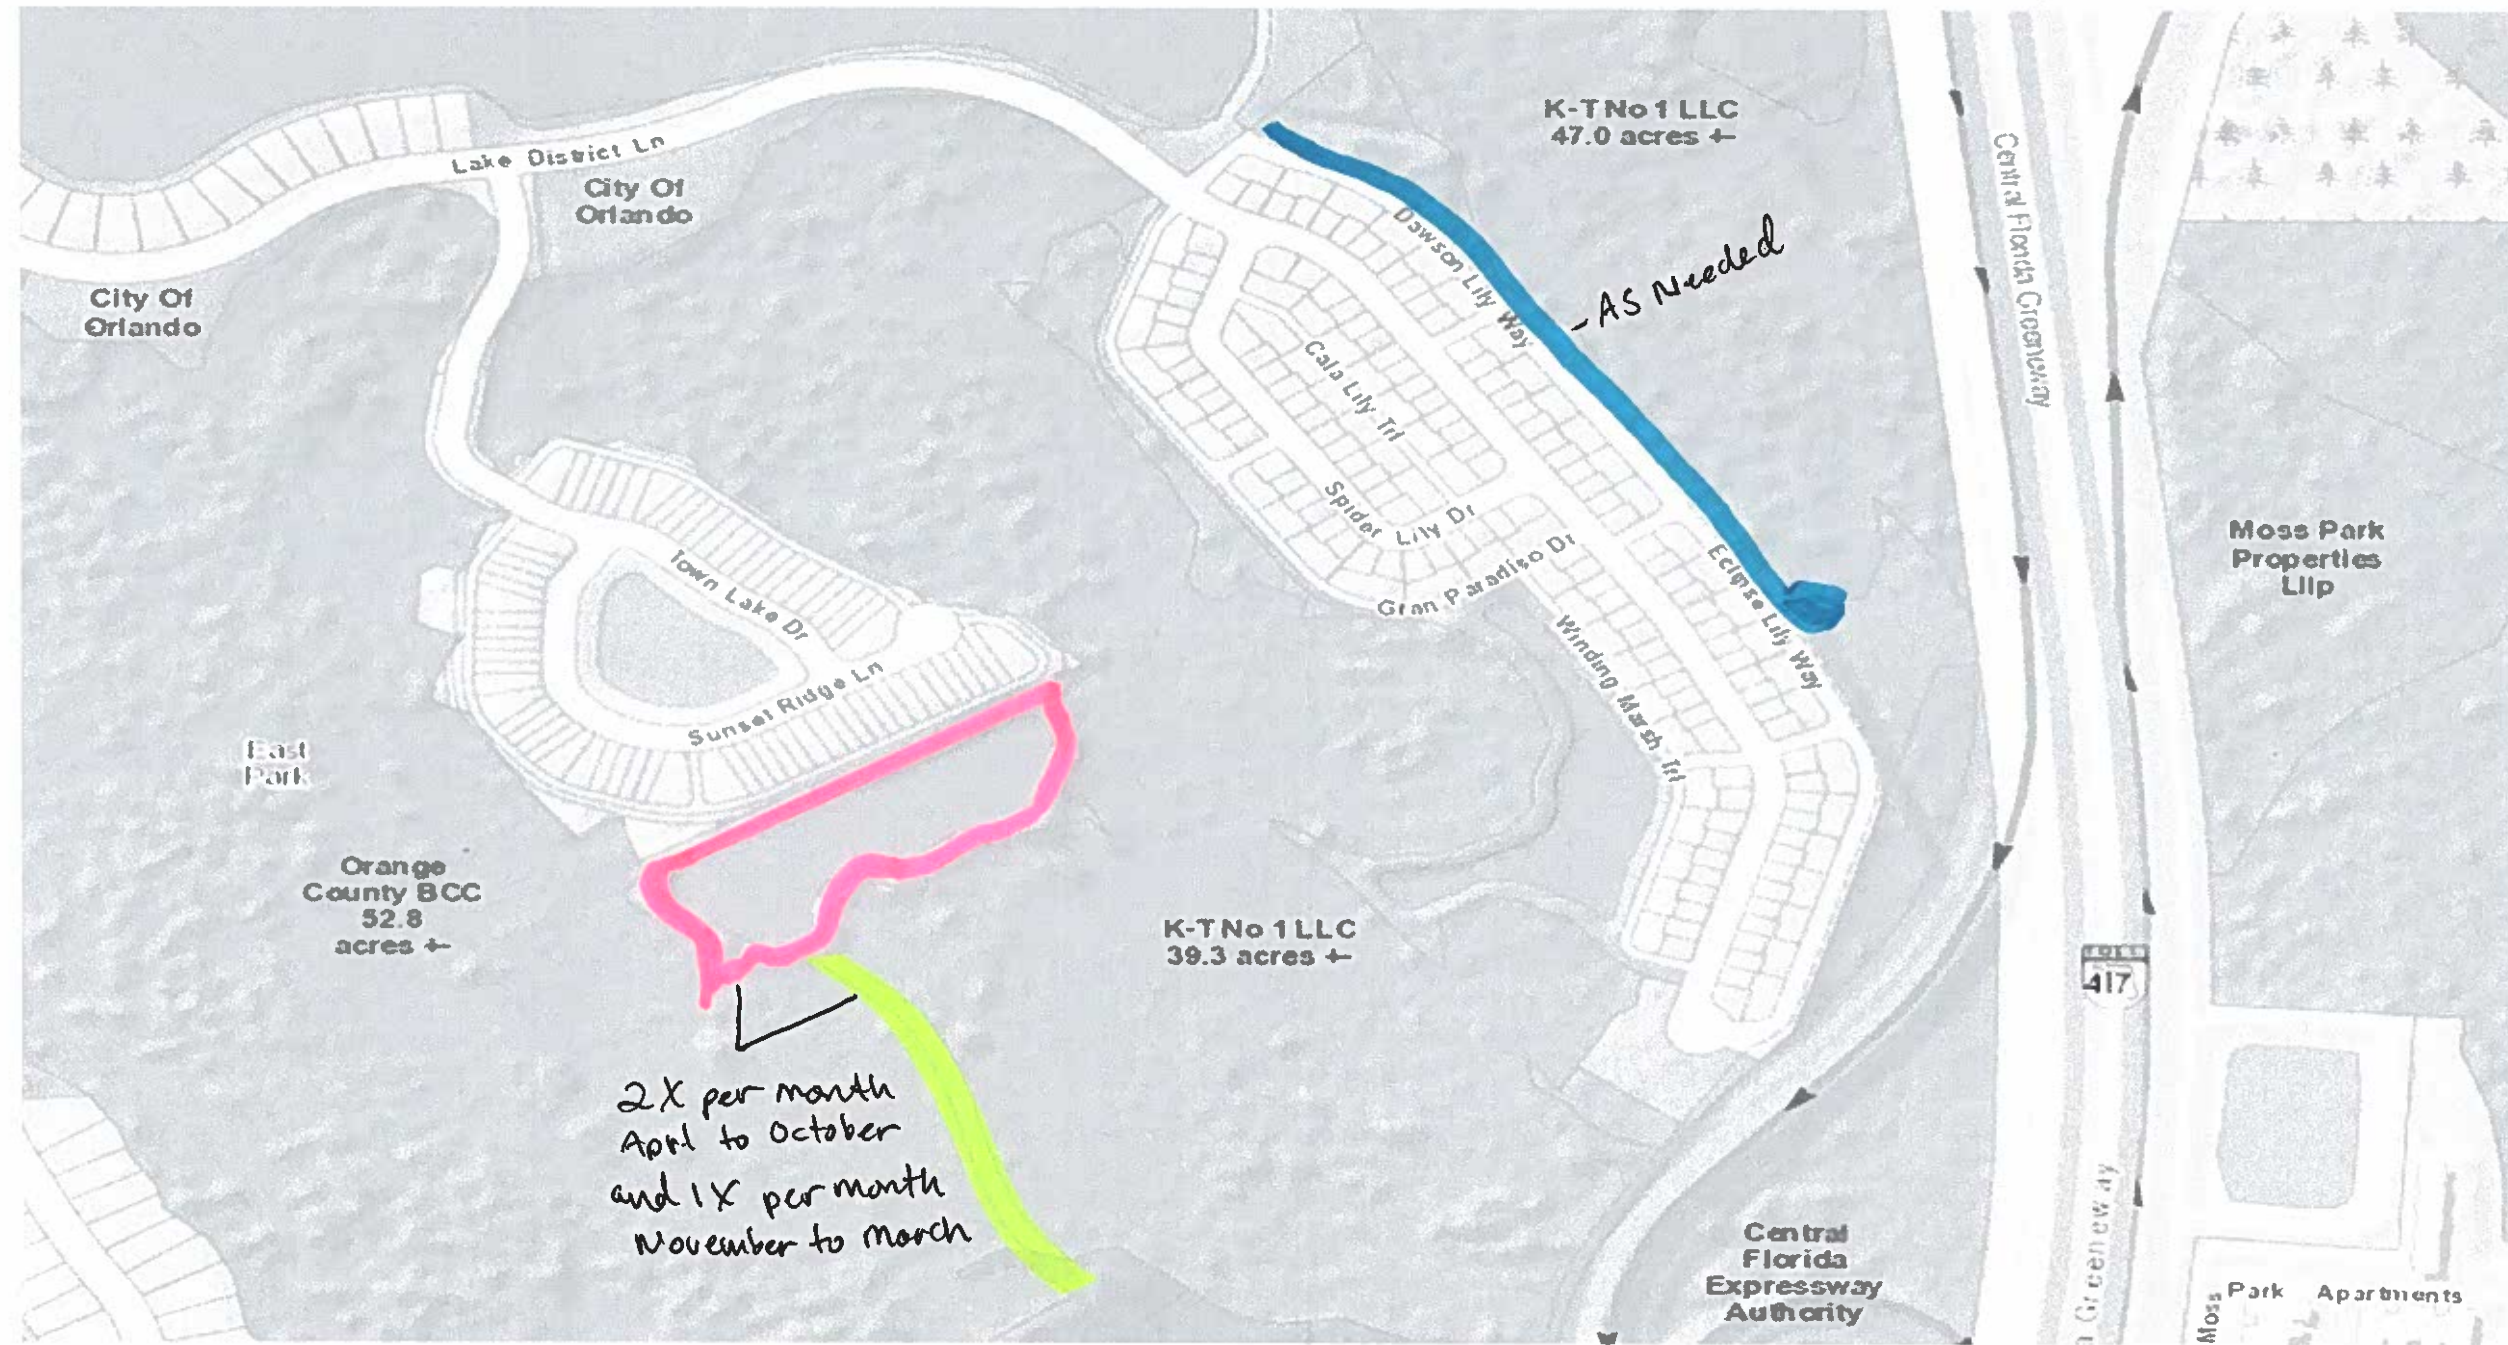 K-T No 1 LLC
47.0 acres +-
Lake District Ln
City Of
Orlando
Central Florida Greeneway
Dawson Lily Way
- AS Needed
City Of
Orlando
Cala Lily Trl
Spider Lily Dr
Gran Paradiso Dr
Eclipse Lily Way
Moss Park
Properties
Lllp
Town Lake Dr
Winding Marsh Trl
Sunset Ridge Ln
East
Park
Orange
County BCC
52.8
acres +-
K-T No 1 LLC
39.3 acres +-
417
2X per month
April to October
and 1X per month
November to March
Central
Florida
Expressway
Authority
Greeneway
Moss Park Apartments